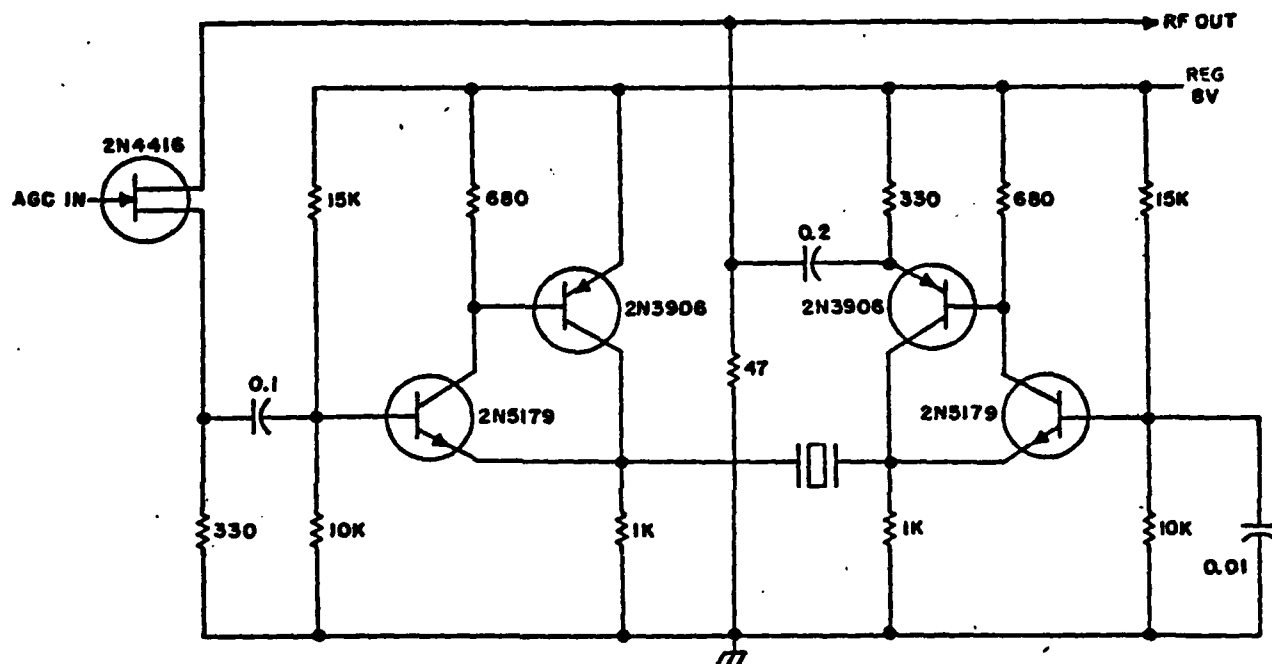 RF OUT
REG
8V
2N4416
AGC IN
15K
680
330
680
15K
0.2
2N3906
2N3906
47
0.1
2N5179
2N5179
330
10K
1K
1K
10K
0.01